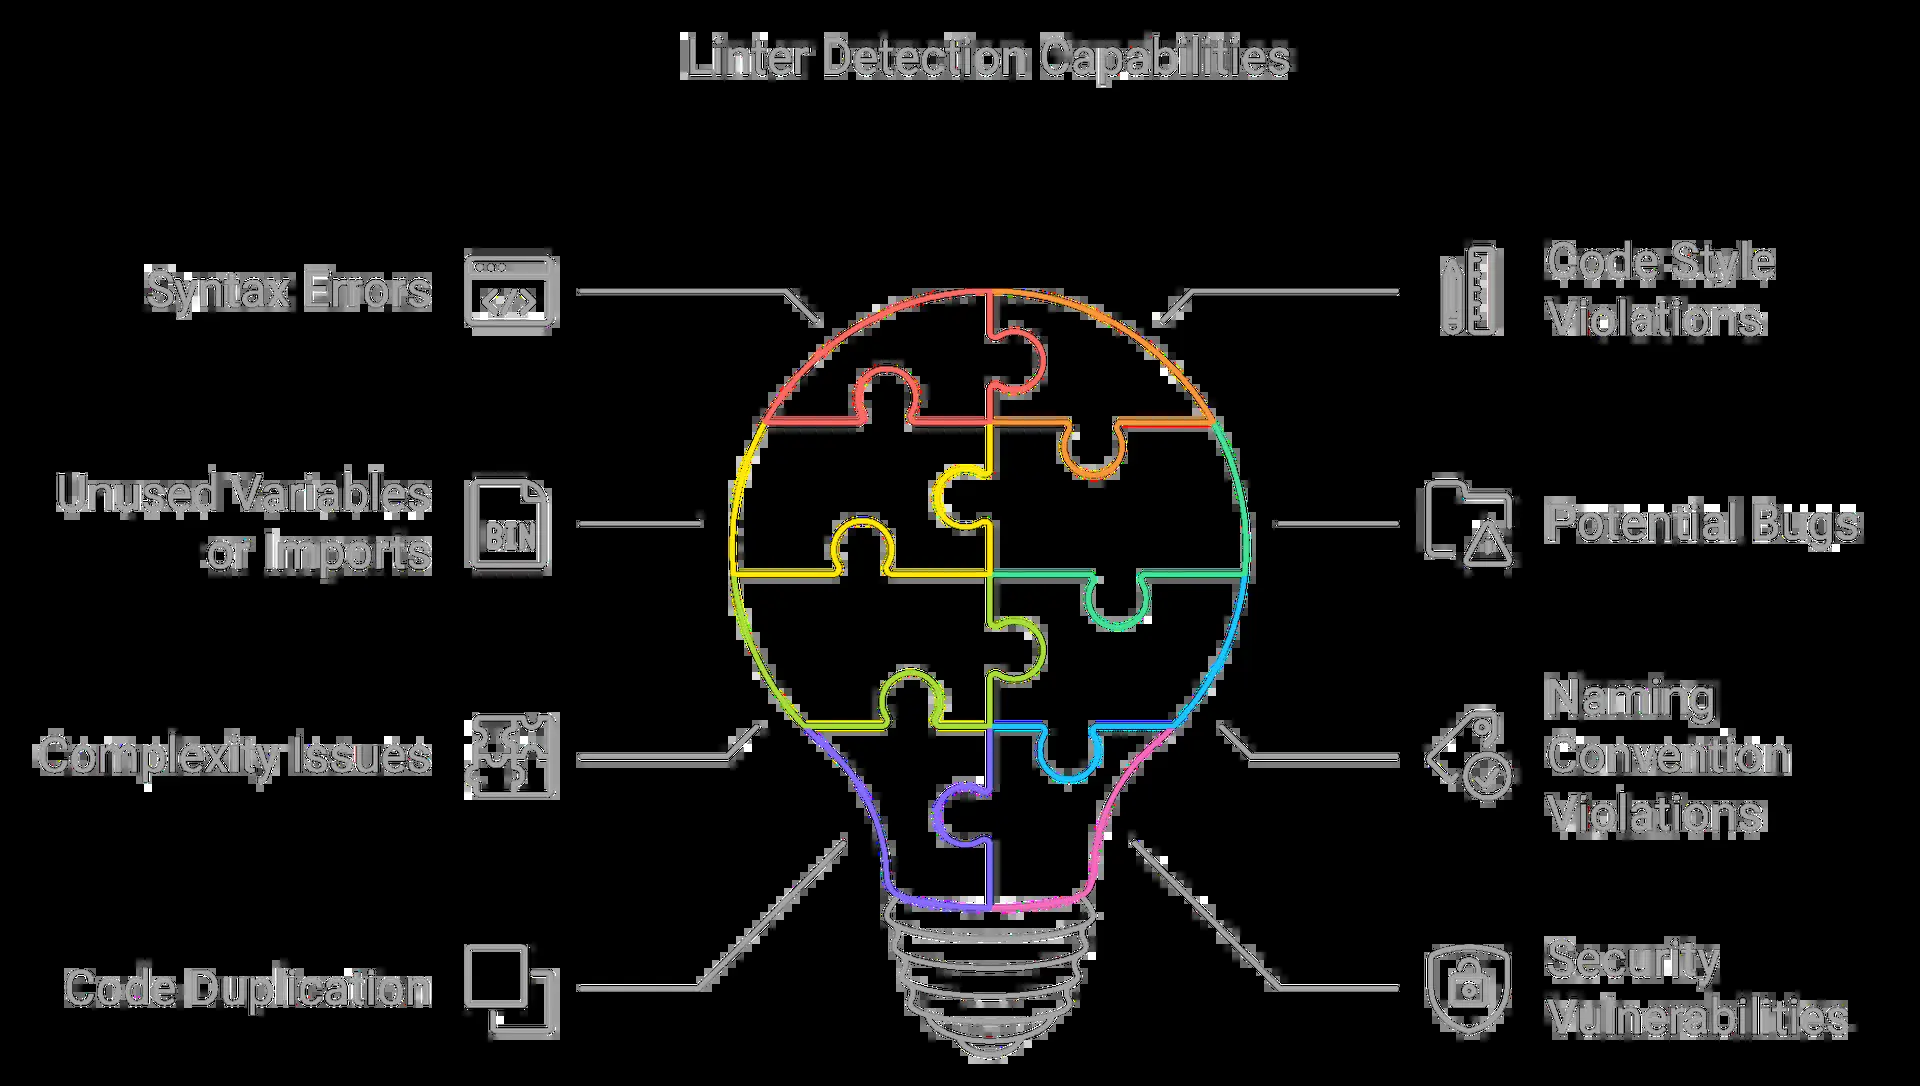 Linter Detection Capabilities
Syntax Errors
Unused Variables
or Imports
BIN
Complexity Issues
Code Duplication
Code Style
Violations
Potential Bugs
Naming
Convention
Violations
Security
Vulnerabilities